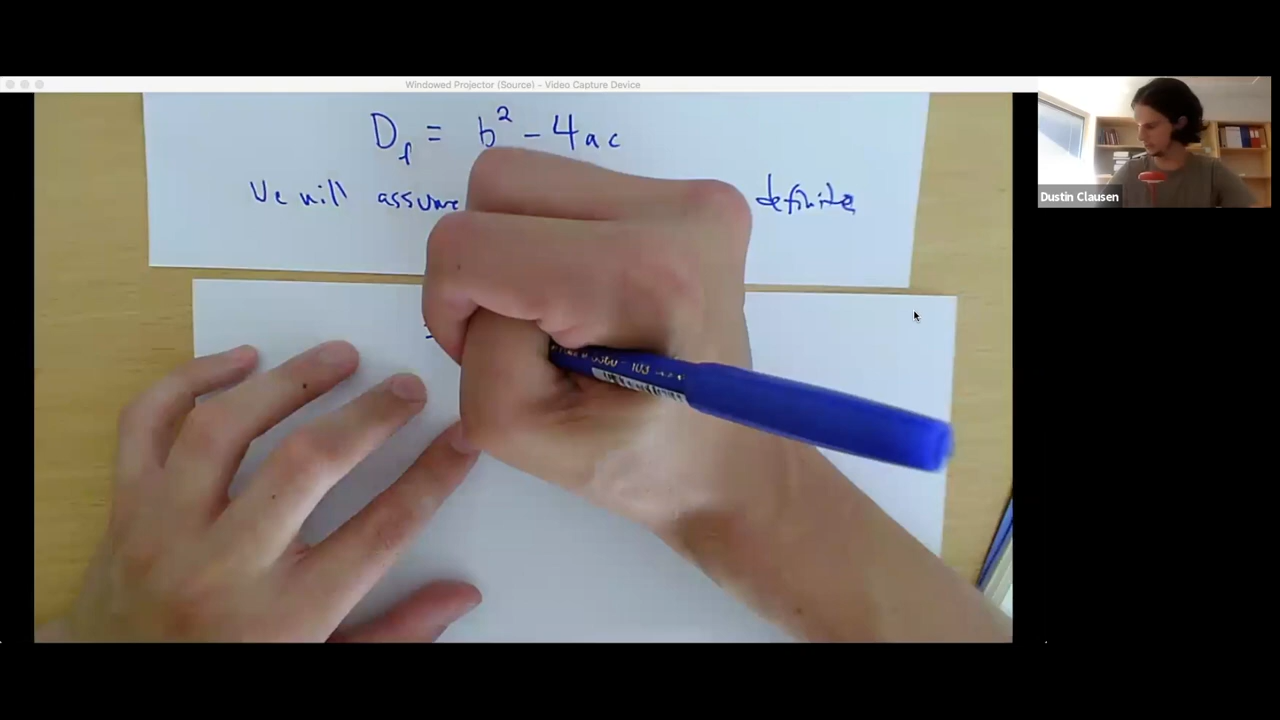 Windowed Projector (Source) - Video Capture Device
D_f = b² - 4ac
We will assume definite
Dustin Clausen